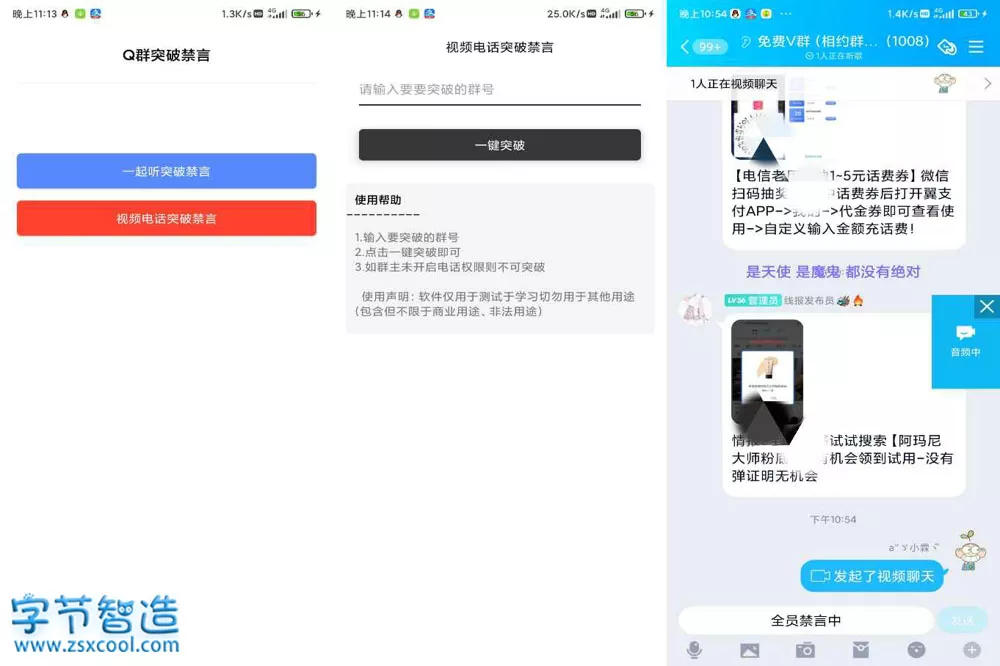 晚上11:13
1.3K/s
4G
Q群突破禁言
一起听突破禁言
视频电话突破禁言
字节智造
www.zsxcool.com
晚上11:14
25.0K/s
4G
视频电话突破禁言
请输入要要突破的群号
一键突破
使用帮助
1.输入要突破的群号
2.点击一键突破即可
3.如群主未开启电话权限则不可突破
使用声明:软件仅用于测试于学习切勿用于其他用途
(包含但不限于商业用途、非法用途)
晚上10:54
1.4K/s
4G
43
99+
免费V群(相约群... (1008)
1人正在听歌
1人正在视频聊天
【电信老
1~5元话费券】微信
扫码抽奖
中话费券后打开翼支
付APP->我的->代金券即可查看使
用->自定义输入金额充话费!
是天使 是魔鬼 都没有绝对
LV56 管理员 线报发布员
音频中
试试搜索【阿玛尼
大师粉底
有机会领到试用-没有
弹证明无机会
下午10:54
小霖
发起了视频聊天
全员禁言中
发送